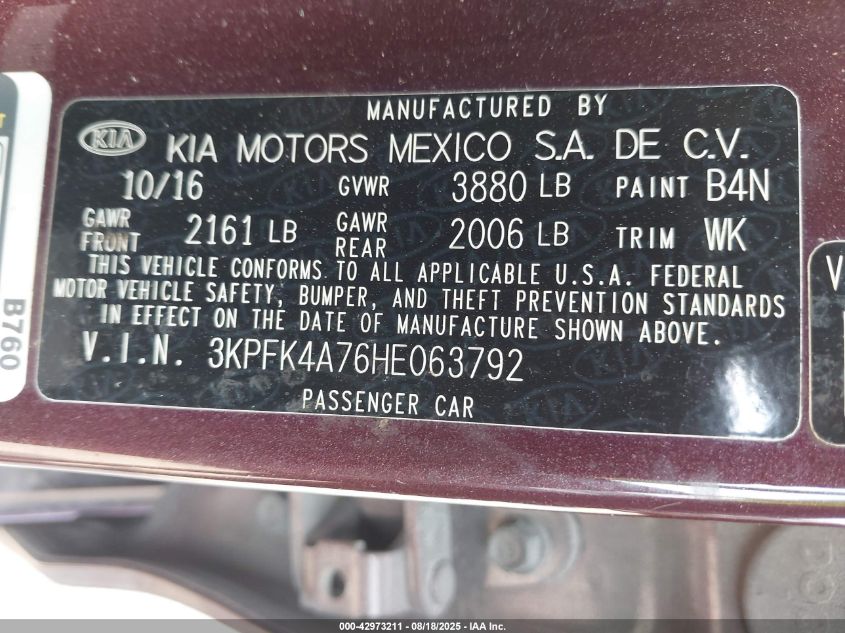 MANUFACTURED BY
KIA KIA MOTORS MEXICO S.A. DE C.V.
10/16 GVWR 3880 LB PAINT B4N
GAWR FRONT 2161 LB GAWR REAR 2006 LB TRIM WK
THIS VEHICLE CONFORMS TO ALL APPLICABLE U.S.A. FEDERAL
MOTOR VEHICLE SAFETY, BUMPER, AND THEFT PREVENTION STANDARDS
IN EFFECT ON THE DATE OF MANUFACTURE SHOWN ABOVE.
V.I.N. 3KPFK4A76HE063792
PASSENGER CAR
B760
000-42973211 - 08/18/2025 - IAA Inc.